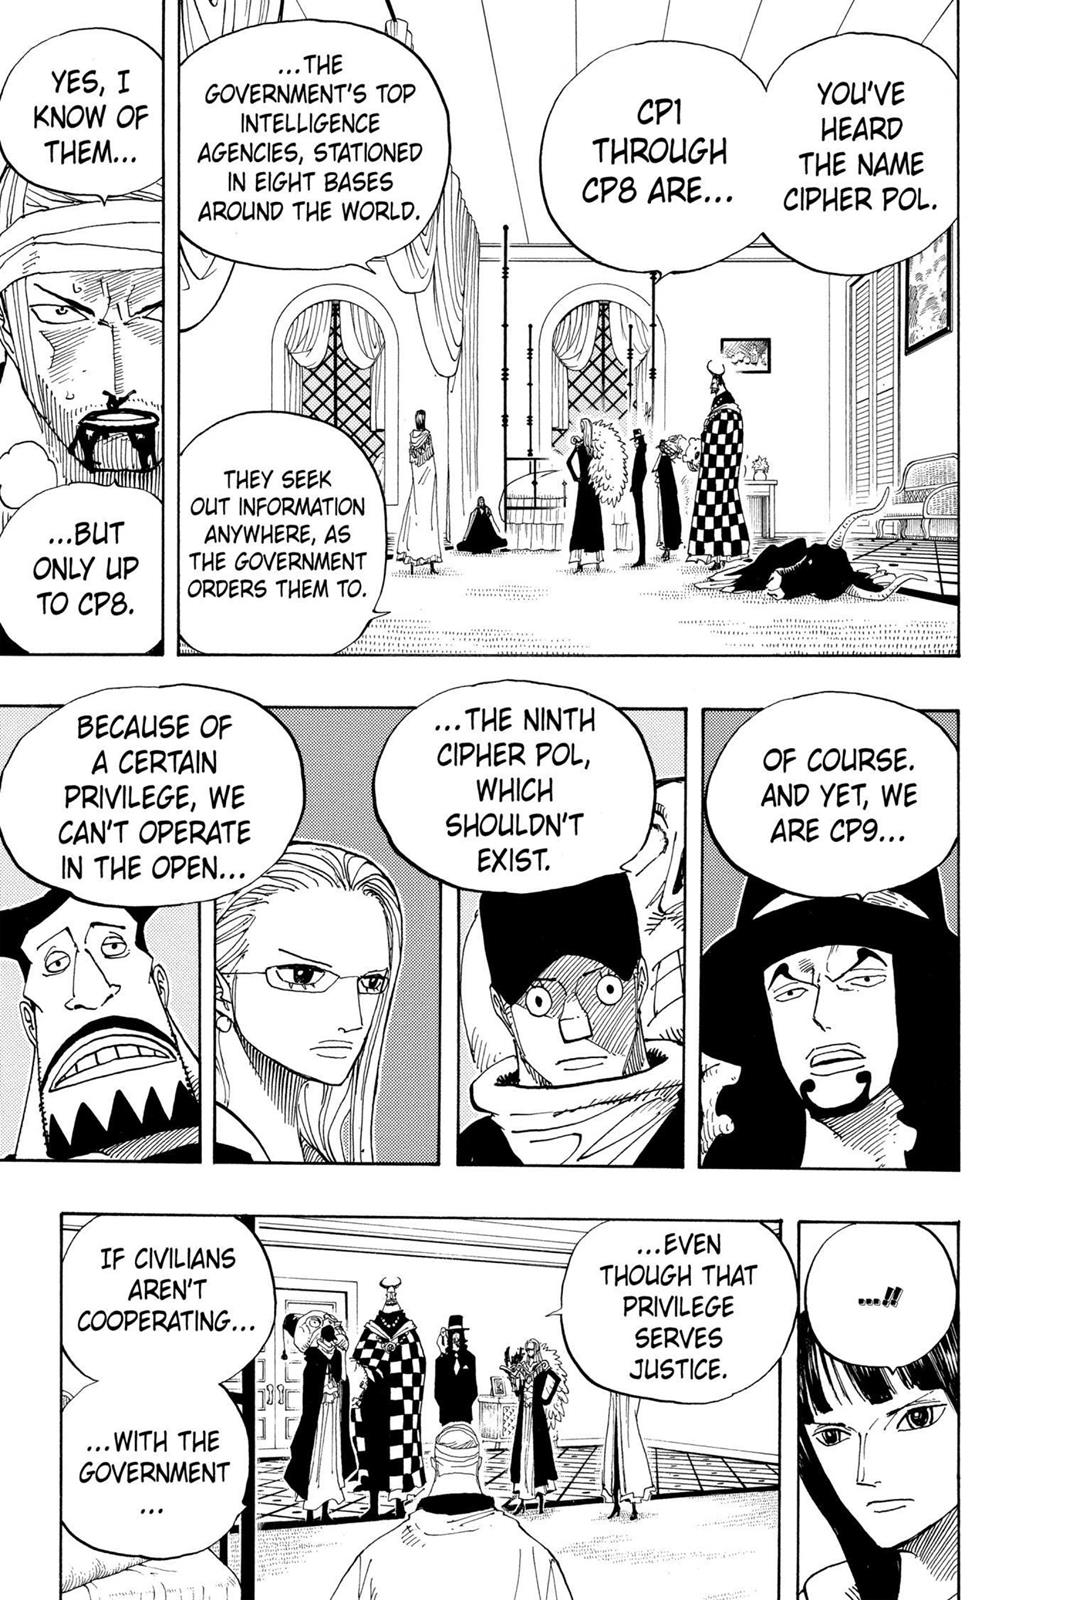 YOU'VE
HEARD
THE NAME
CIPHER POL.
CP1
THROUGH
CP8 ARE...
...THE
GOVERNMENT'S TOP
INTELLIGENCE
AGENCIES, STATIONED
IN EIGHT BASES
AROUND THE WORLD.
THEY SEEK
OUT INFORMATION
ANYWHERE, AS
THE GOVERNMENT
ORDERS THEM TO.
YES, I
KNOW OF
THEM...
...BUT
ONLY UP
TO CP8.
OF COURSE.
AND YET, WE
ARE CP9...
...THE NINTH
CIPHER POL,
WHICH
SHOULDN'T
EXIST.
BECAUSE OF
A CERTAIN
PRIVILEGE, WE
CAN'T OPERATE
IN THE OPEN...
...!!
...EVEN
THOUGH THAT
PRIVILEGE
SERVES
JUSTICE.
IF CIVILIANS
AREN'T
COOPERATING...
...WITH THE
GOVERNMENT
...